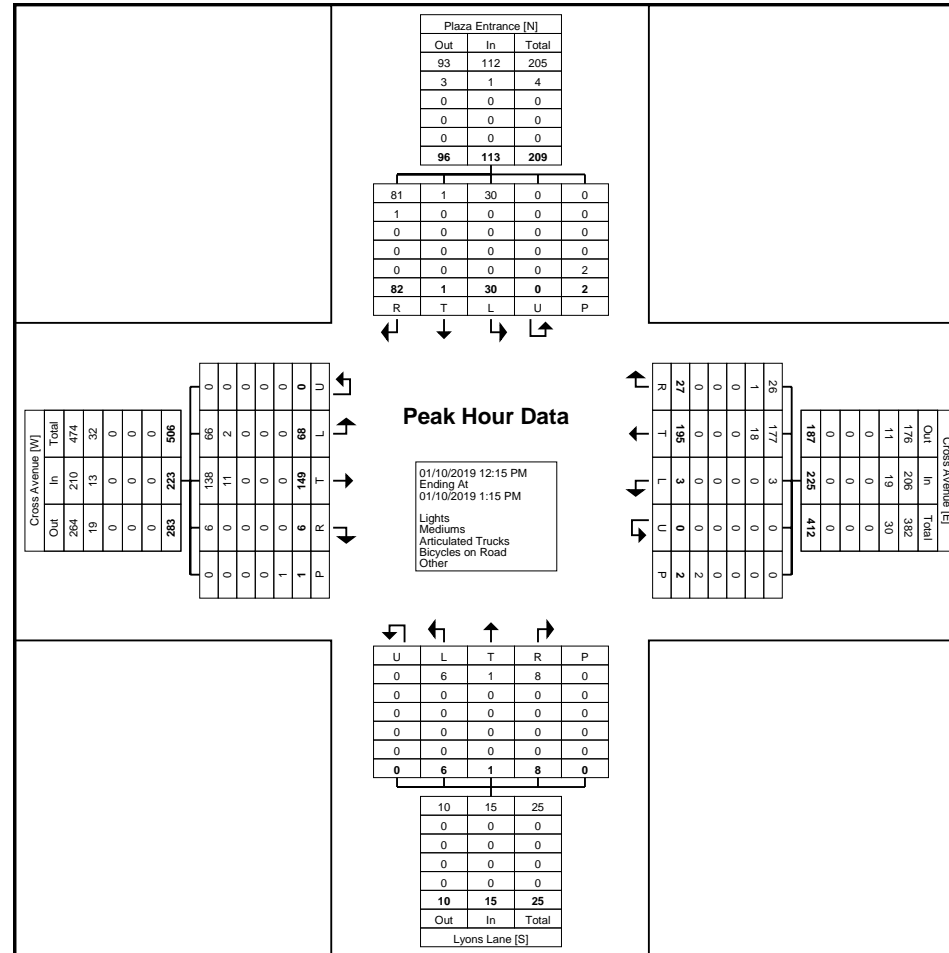 Plaza Entrance [N]
Out In Total
93 112 205
3 1 4
0 0 0
0 0 0
0 0 0
96 113 209
81 1 30 0 0
1 0 0 0 0
0 0 0 0 0
0 0 0 0 0
0 0 0 0 2
82 1 30 0 2
R T L U P
Cross Avenue [W]
Total 474 32 0 0 0 506
In 210 13 0 0 0 223
Out 264 19 0 0 0 283
0 0 0 0 0 0 U
66 2 0 0 0 68 L
138 11 0 0 0 149 T
6 0 0 0 0 6 R
0 0 0 0 1 1 P
Peak Hour Data
01/10/2019 12:15 PM
Ending At
01/10/2019 1:15 PM
Lights
Mediums
Articulated Trucks
Bicycles on Road
Other
R 27 0 0 0 1 26
T 195 0 0 0 18 177
L 3 0 0 0 0 3
U 0 0 0 0 0 0
P 2 2 0 0 0 0
187 0 0 0 11 176 Out
225 0 0 0 19 206 In
412 0 0 0 30 382 Total
Cross Avenue [E]
U L T R P
0 6 1 8 0
0 0 0 0 0
0 0 0 0 0
0 0 0 0 0
0 0 0 0 0
0 6 1 8 0
10 15 25
0 0 0
0 0 0
0 0 0
0 0 0
10 15 25
Out In Total
Lyons Lane [S]